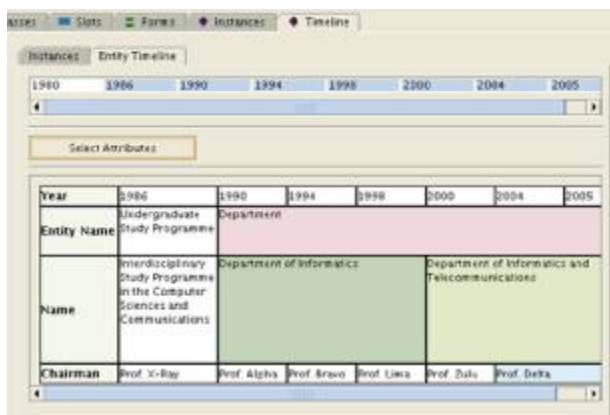 Slots Forms Instances Timeline
Instances Entity Timeline
1980 1986 1990 1994 1998 2000 2004 2005
Select Attributes
Year 1986 1990 1994 1998 2000 2004 2005
Entity Name
Undergraduate
Study Programme
Department
Name
Interdisciplinary
Study Programme
in the Computer
Sciences and
Communications
Department of Informatics
Department of Informatics and
Telecommunications
Chairman Prof. X-Ray Prof. Alpha Prof. Bravo Prof. Lima Prof. Zulu Prof. Delta